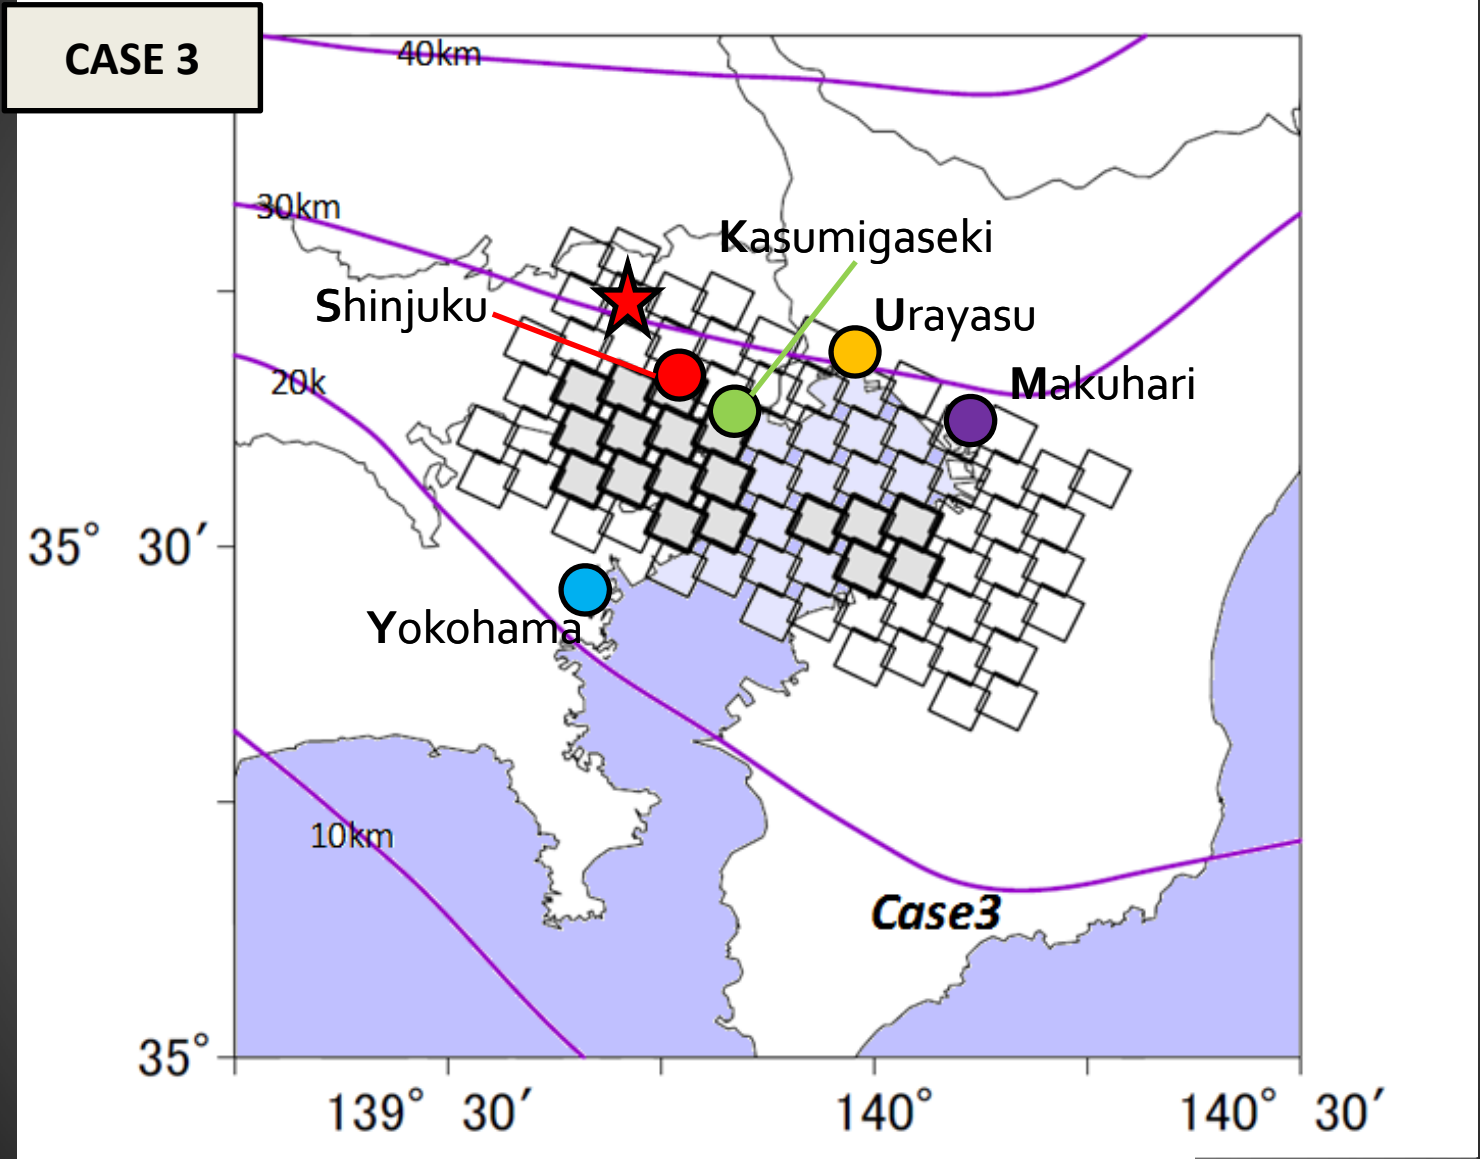 CASE 3
40km
30km
Kasumigaseki
Shinjuku
Urayasu
20k
Makuhari
35° 30′
Yokohama
10km
Case3
35°
139° 30′ 140° 140° 30′